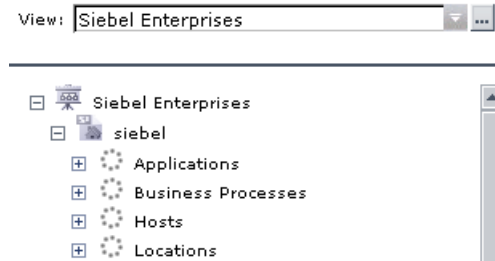 View: Siebel Enterprises ...
Siebel Enterprises
siebel
Applications
Business Processes
Hosts
Locations